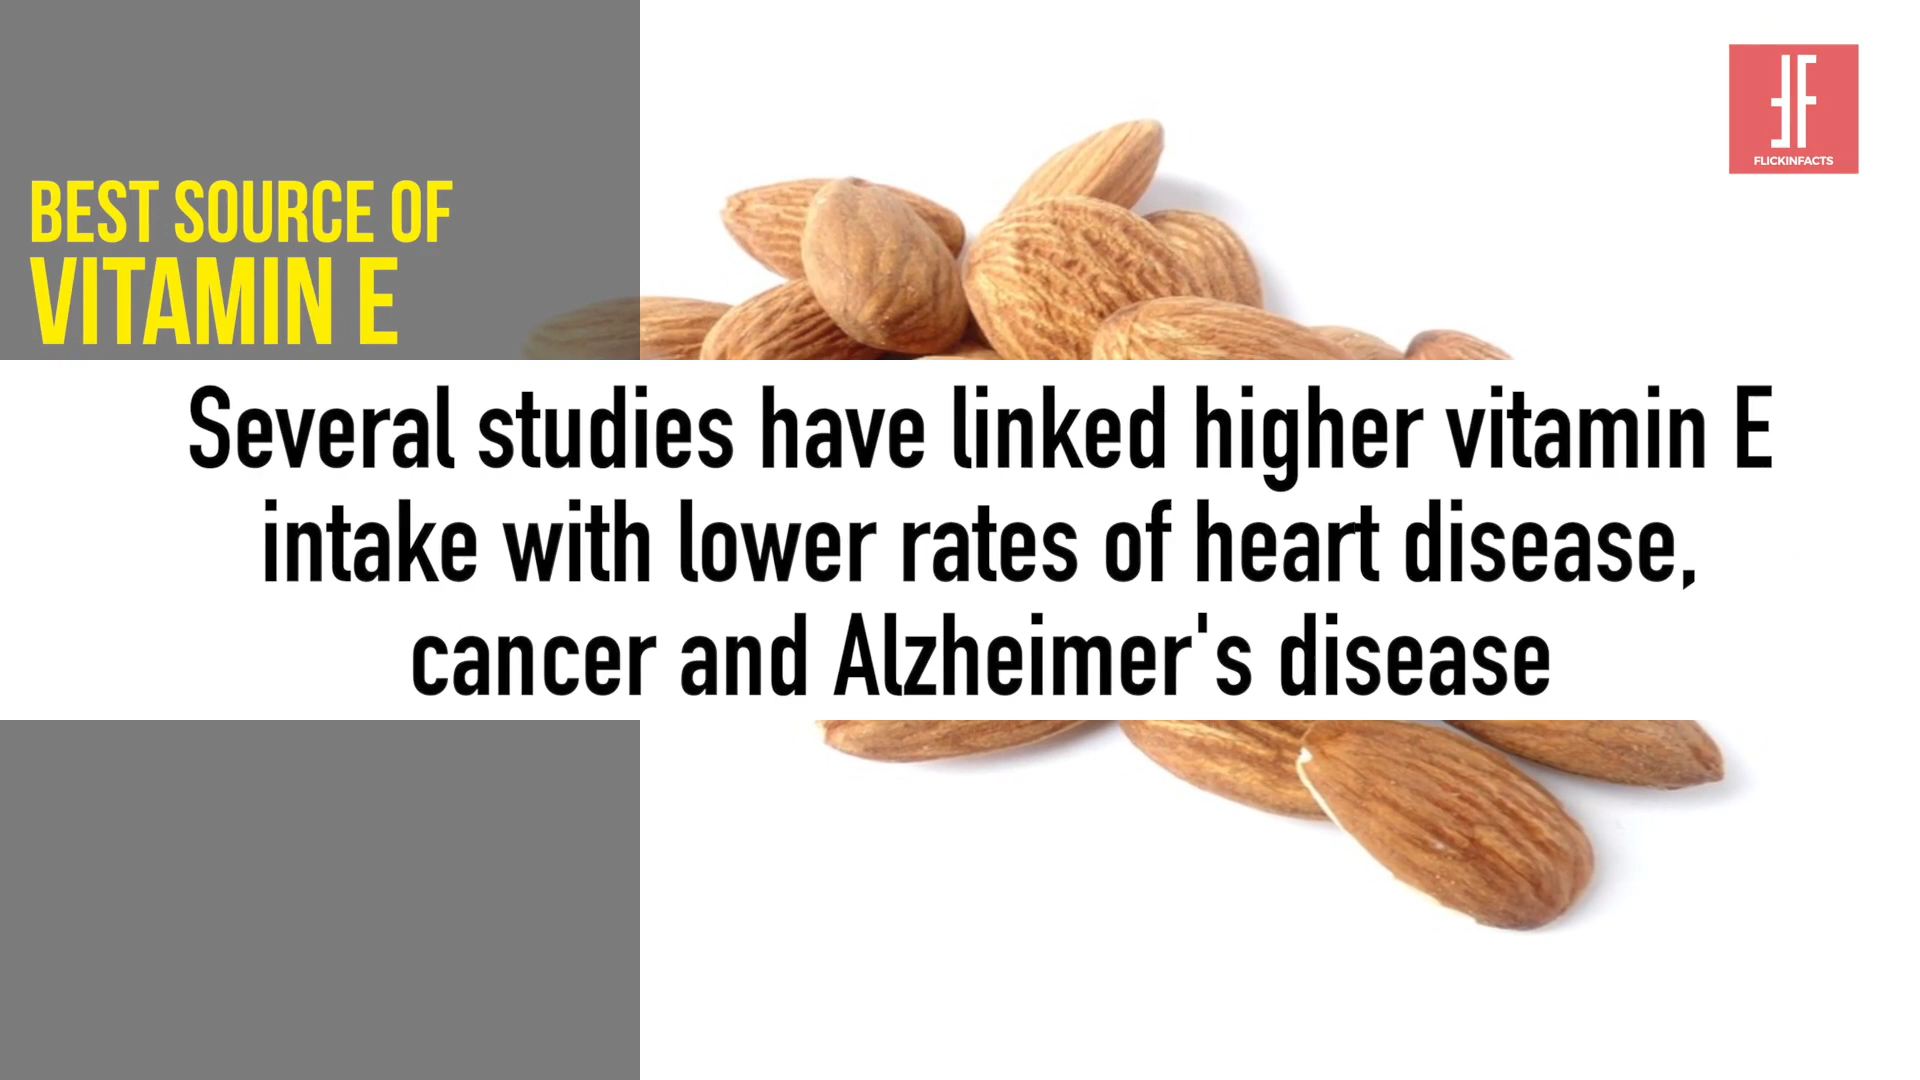 FLICKINFACTS
BEST SOURCE OF
VITAMIN E
Several studies have linked higher vitamin E
intake with lower rates of heart disease,
cancer and Alzheimer's disease